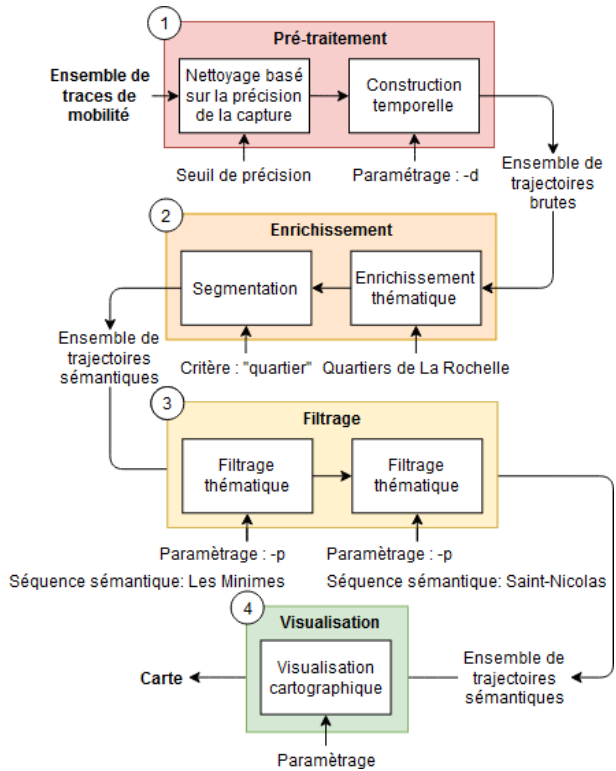 1
Pré-traitement
Ensemble de
traces de
mobilité
Nettoyage basé
sur la précision
de la capture
Construction
temporelle
Seuil de précision
Paramétrage : -d
Ensemble de
trajectoires
brutes
2
Enrichissement
Segmentation
Enrichissement
thématique
Critère : "quartier"
Quartiers de La Rochelle
Ensemble de
trajectoires
sémantiques
3
Filtrage
Filtrage
thématique
Filtrage
thématique
Paramètrage : -p
Séquence sémantique: Les Minimes
Paramètrage : -p
Séquence sémantique: Saint-Nicolas
4
Visualisation
Visualisation
cartographique
Carte
Ensemble de
trajectoires
sémantiques
Paramètrage